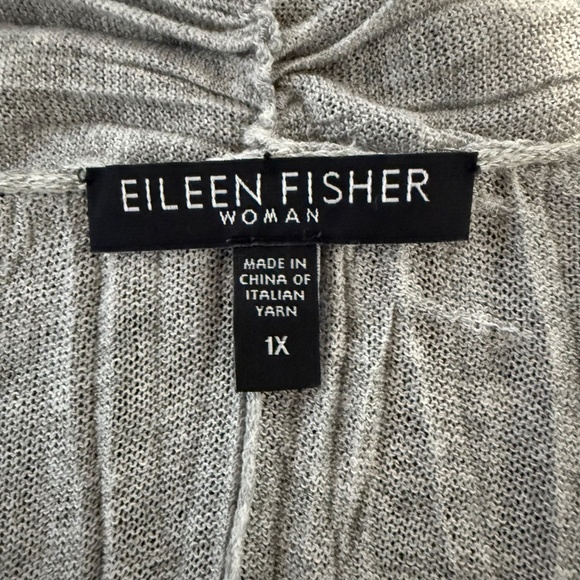 EILEEN FISHER
WOMAN
MADE IN
CHINA OF
ITALIAN
YARN
1X